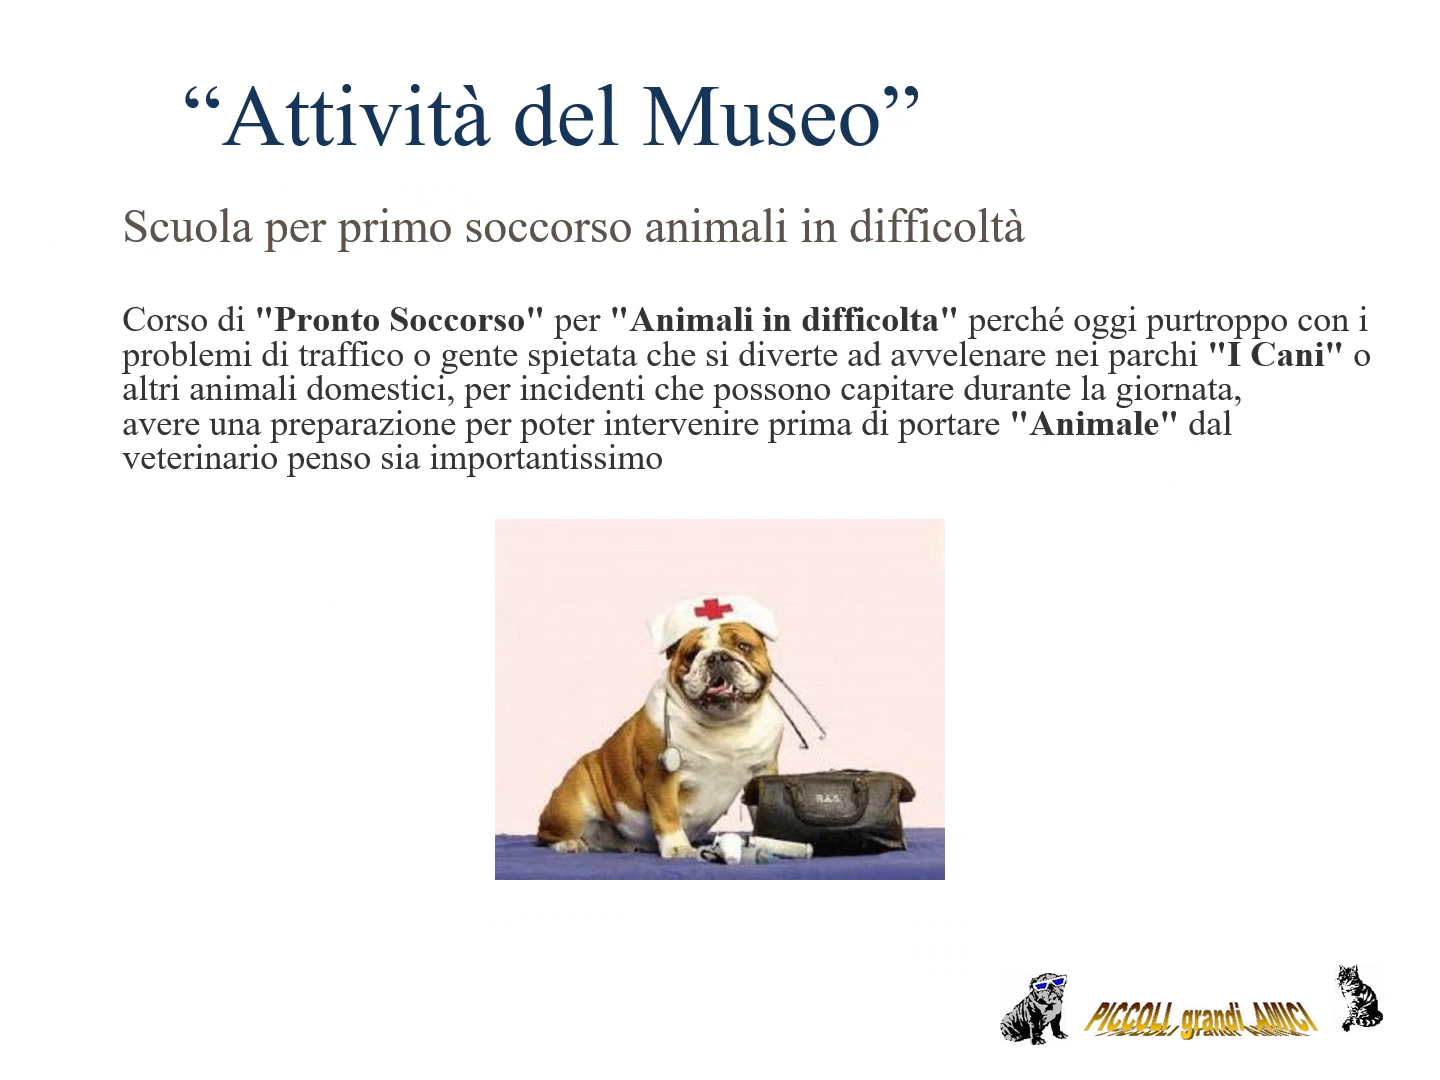 “Attività del Museo”
Scuola per primo soccorso animali in difficoltà
Corso di "Pronto Soccorso" per "Animali in difficolta" perché oggi purtroppo con i
problemi di traffico o gente spietata che si diverte ad avvelenare nei parchi "I Cani" o
altri animali domestici, per incidenti che possono capitare durante la giornata,
avere una preparazione per poter intervenire prima di portare "Animale" dal
veterinario penso sia importantissimo
R.A.S.
PICCOLI grandi AMICI